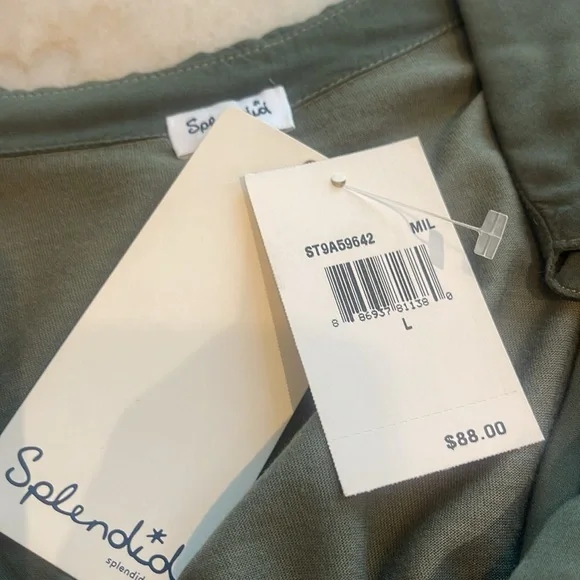 Splendid
ST9A59642 MIL
8 86937 81138 0
L
$88.00
Splendid
splendid